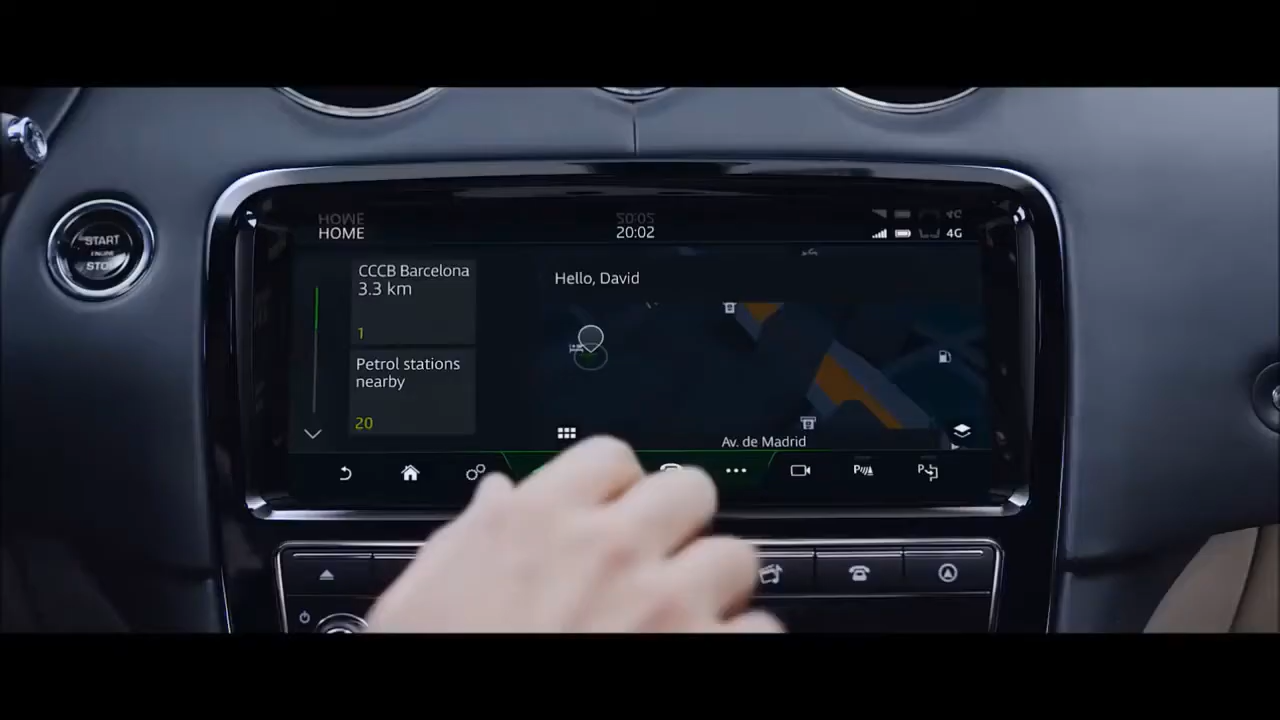 HOME
20:02
4G
START
ENGINE
STOP
CCCB Barcelona
3.3 km
1
Hello, David
Petrol stations
nearby
20
Av. de Madrid